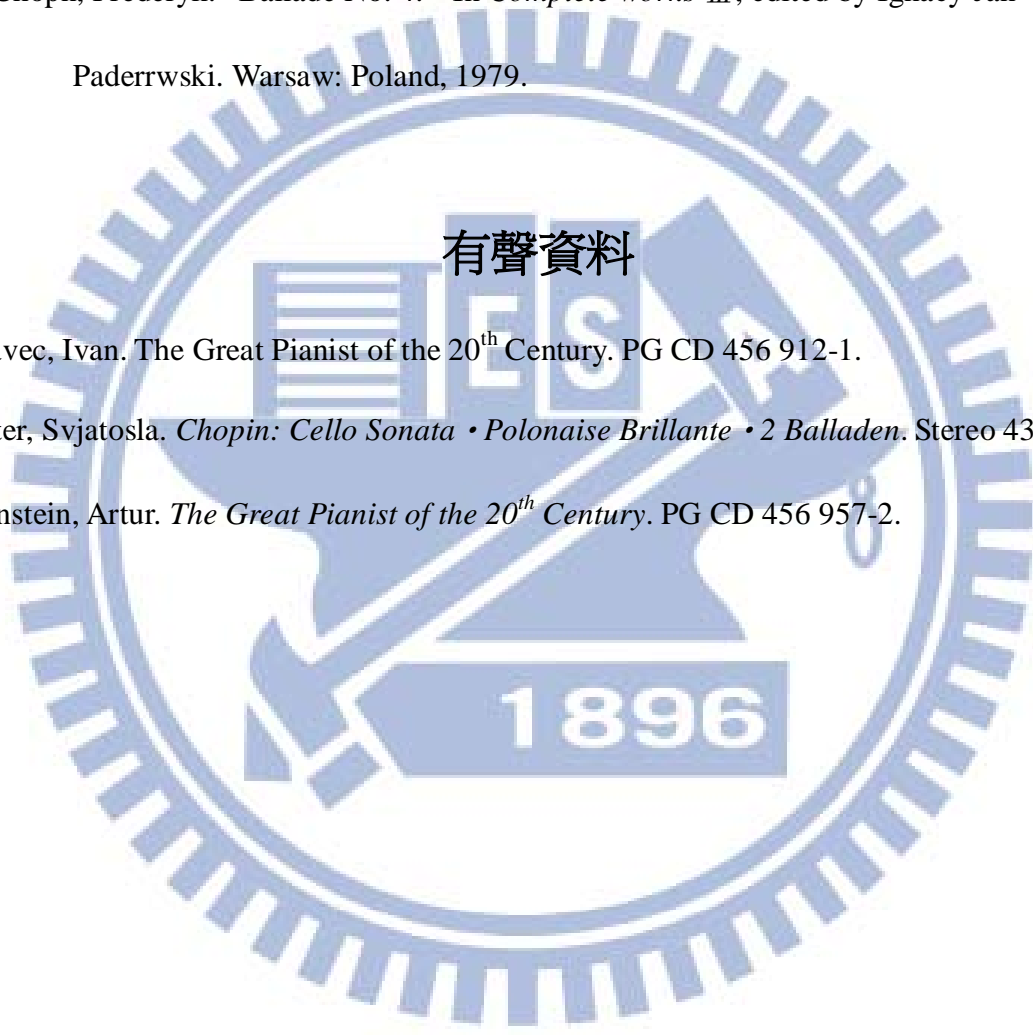 Chopin, Frederyk. "Ballade No. 4." In Complete works Ⅲ, edited by Ignacy Jan
Paderrwski. Warsaw: Poland, 1979.
有聲資料
vec, Ivan. The Great Pianist of the 20th Century. PG CD 456 912-1.
ter, Svjatosla. Chopin: Cello Sonata・Polonaise Brillante・2 Balladen. Stereo 43
nstein, Artur. The Great Pianist of the 20th Century. PG CD 456 957-2.
E S A
1896